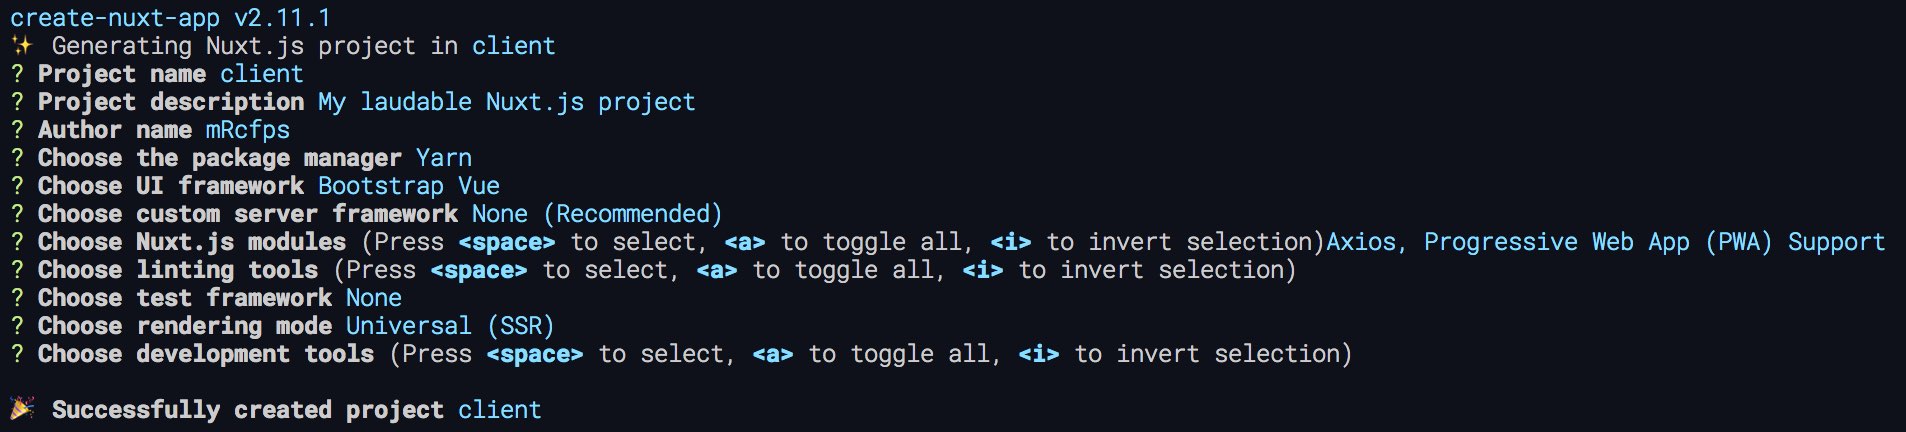 create-nuxt-app v2.11.1
✨ Generating Nuxt.js project in client
? Project name client
? Project description My laudable Nuxt.js project
? Author name mRcfps
? Choose the package manager Yarn
? Choose UI framework Bootstrap Vue
? Choose custom server framework None (Recommended)
? Choose Nuxt.js modules (Press <space> to select, <a> to toggle all, <i> to invert selection)Axios, Progressive Web App (PWA) Support
? Choose linting tools (Press <space> to select, <a> to toggle all, <i> to invert selection)
? Choose test framework None
? Choose rendering mode Universal (SSR)
? Choose development tools (Press <space> to select, <a> to toggle all, <i> to invert selection)
🎉 Successfully created project client